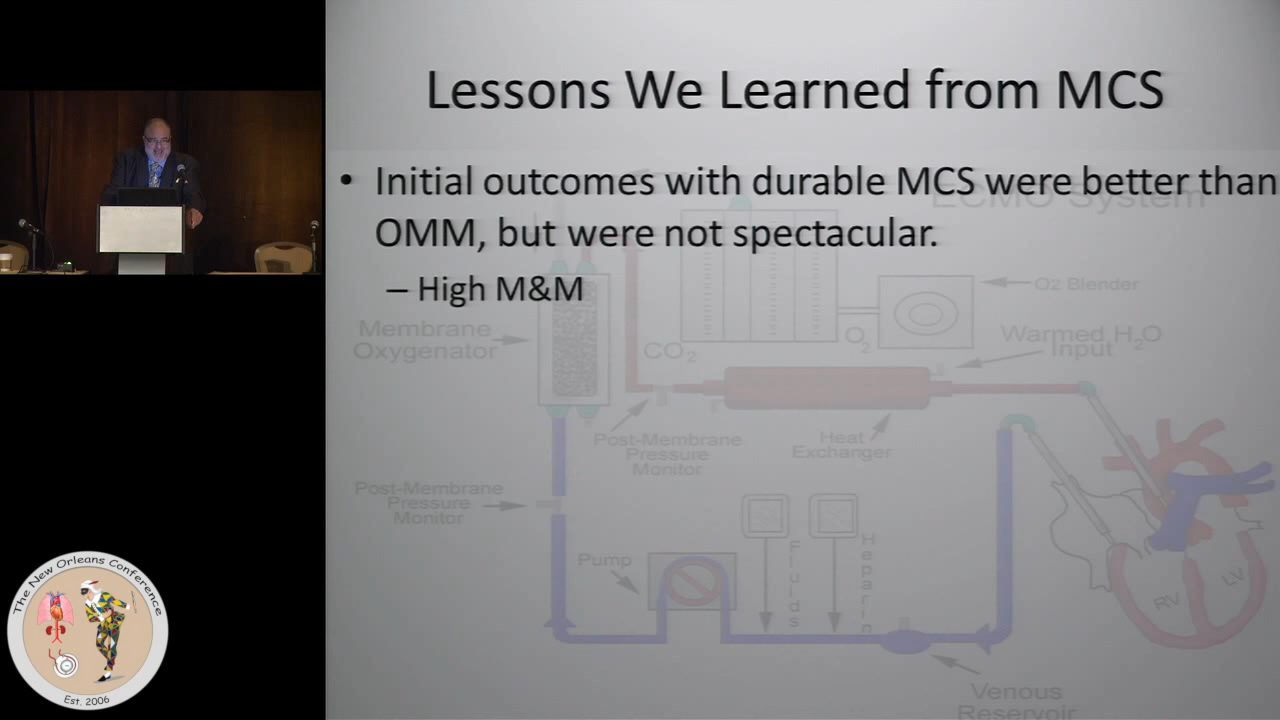 Lessons We Learned from MCS
• Initial outcomes with durable MCS were better than
OMM, but were not spectacular.
– High M&M
ECMO System
O2 Blender
Membrane
Oxygenator
O2
Warmed H2O
Input
CO2
Post-Membrane
Pressure
Monitor
Heat
Exchanger
Post-Membrane
Pressure
Monitor
Pump
Fluids
Heparin
RV
LV
Venous
Reservoir
The New Orleans Conference
Est. 2006